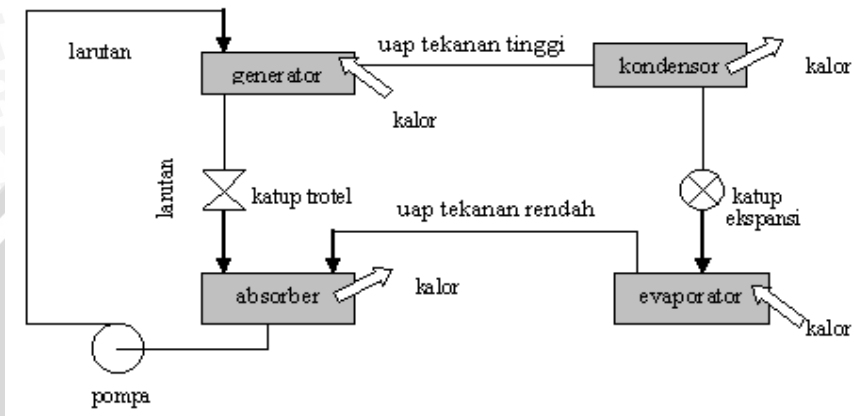 larutan
uap tekanan tinggi
generator
kondensor
kalor
kalor
larutan
katup trotel
katup
ekspansi
uap tekanan rendah
absorber
kalor
evaporator
kalor
pompa